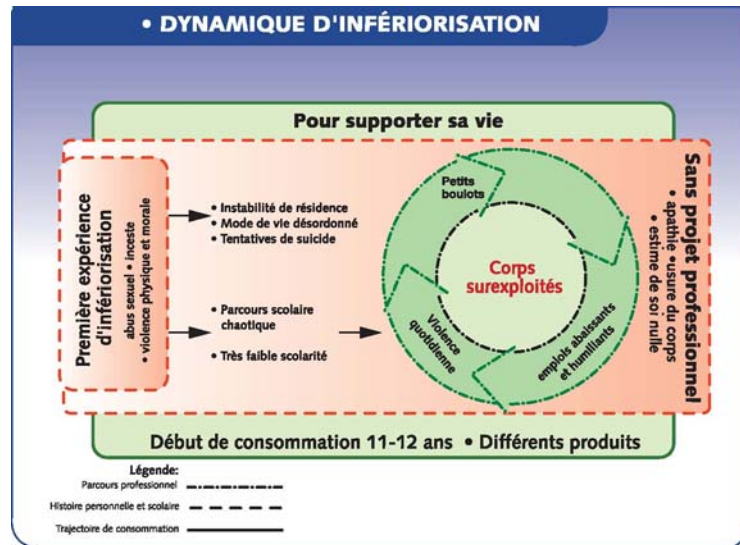 • DYNAMIQUE D'INFÉRIORISATION
Pour supporter sa vie
Première expérience
d'infériorisation
abus sexuel • inceste
• violence physique et morale
• Instabilité de résidence
• Mode de vie désordonné
• Tentatives de suicide
• Parcours scolaire
chaotique
• Très faible scolarité
Petits
boulots
Corps
surexploités
Violence
quotidienne
emplois abaissants
et humiliants
Sans projet professionnel
• apathie •usure du corps
• estime de soi nulle
Début de consommation 11-12 ans • Différents produits
Légende:
Parcours professionnel
Histoire personnelle et scolaire
Trajectoire de consommation